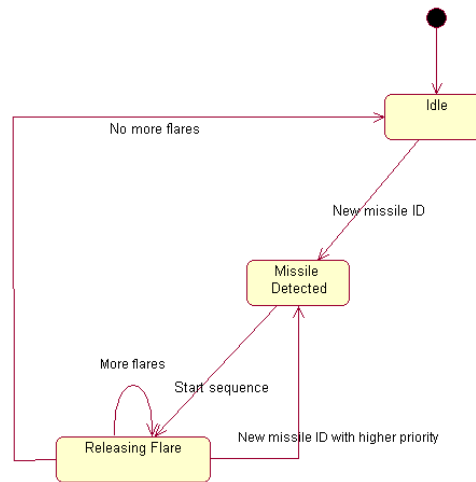 Idle
No more flares
New missile ID
Missile
Detected
More flares
Start sequence
New missile ID with higher priority
Releasing Flare